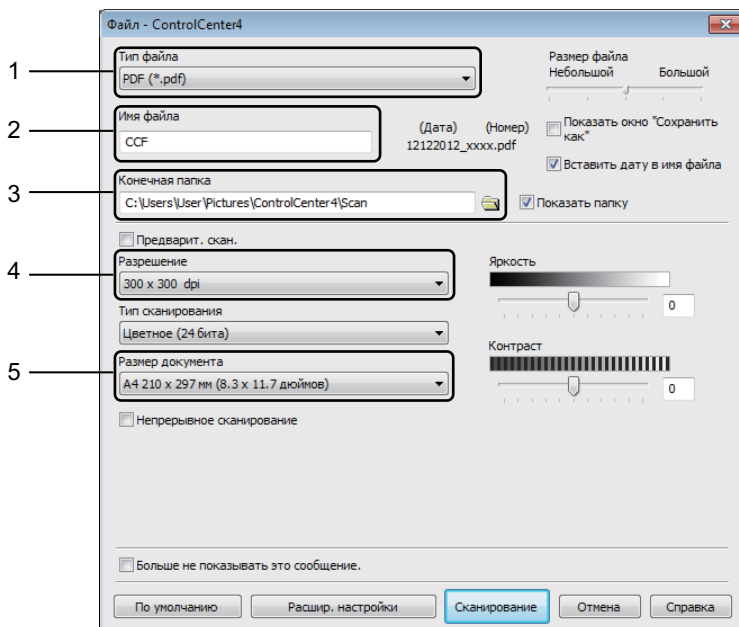 Файл - ControlCenter4
1
Тип файла
PDF (*.pdf)
Размер файла
Небольшой Большой
2
Имя файла
CCF
(Дата) (Номер)
12122012_xxxx.pdf
Показать окно "Сохранить
как"
Вставить дату в имя файла
3
Конечная папка
C:\Users\User\Pictures\ControlCenter4\Scan
Показать папку
Предварит. скан.
4
Разрешение
300 x 300 dpi
Яркость
0
Тип сканирования
Цветное (24 бита)
Контраст
0
5
Размер документа
A4 210 x 297 мм (8.3 x 11.7 дюймов)
Непрерывное сканирование
Больше не показывать это сообщение.
По умолчанию Расшир. настройки Сканирование Отмена Справка